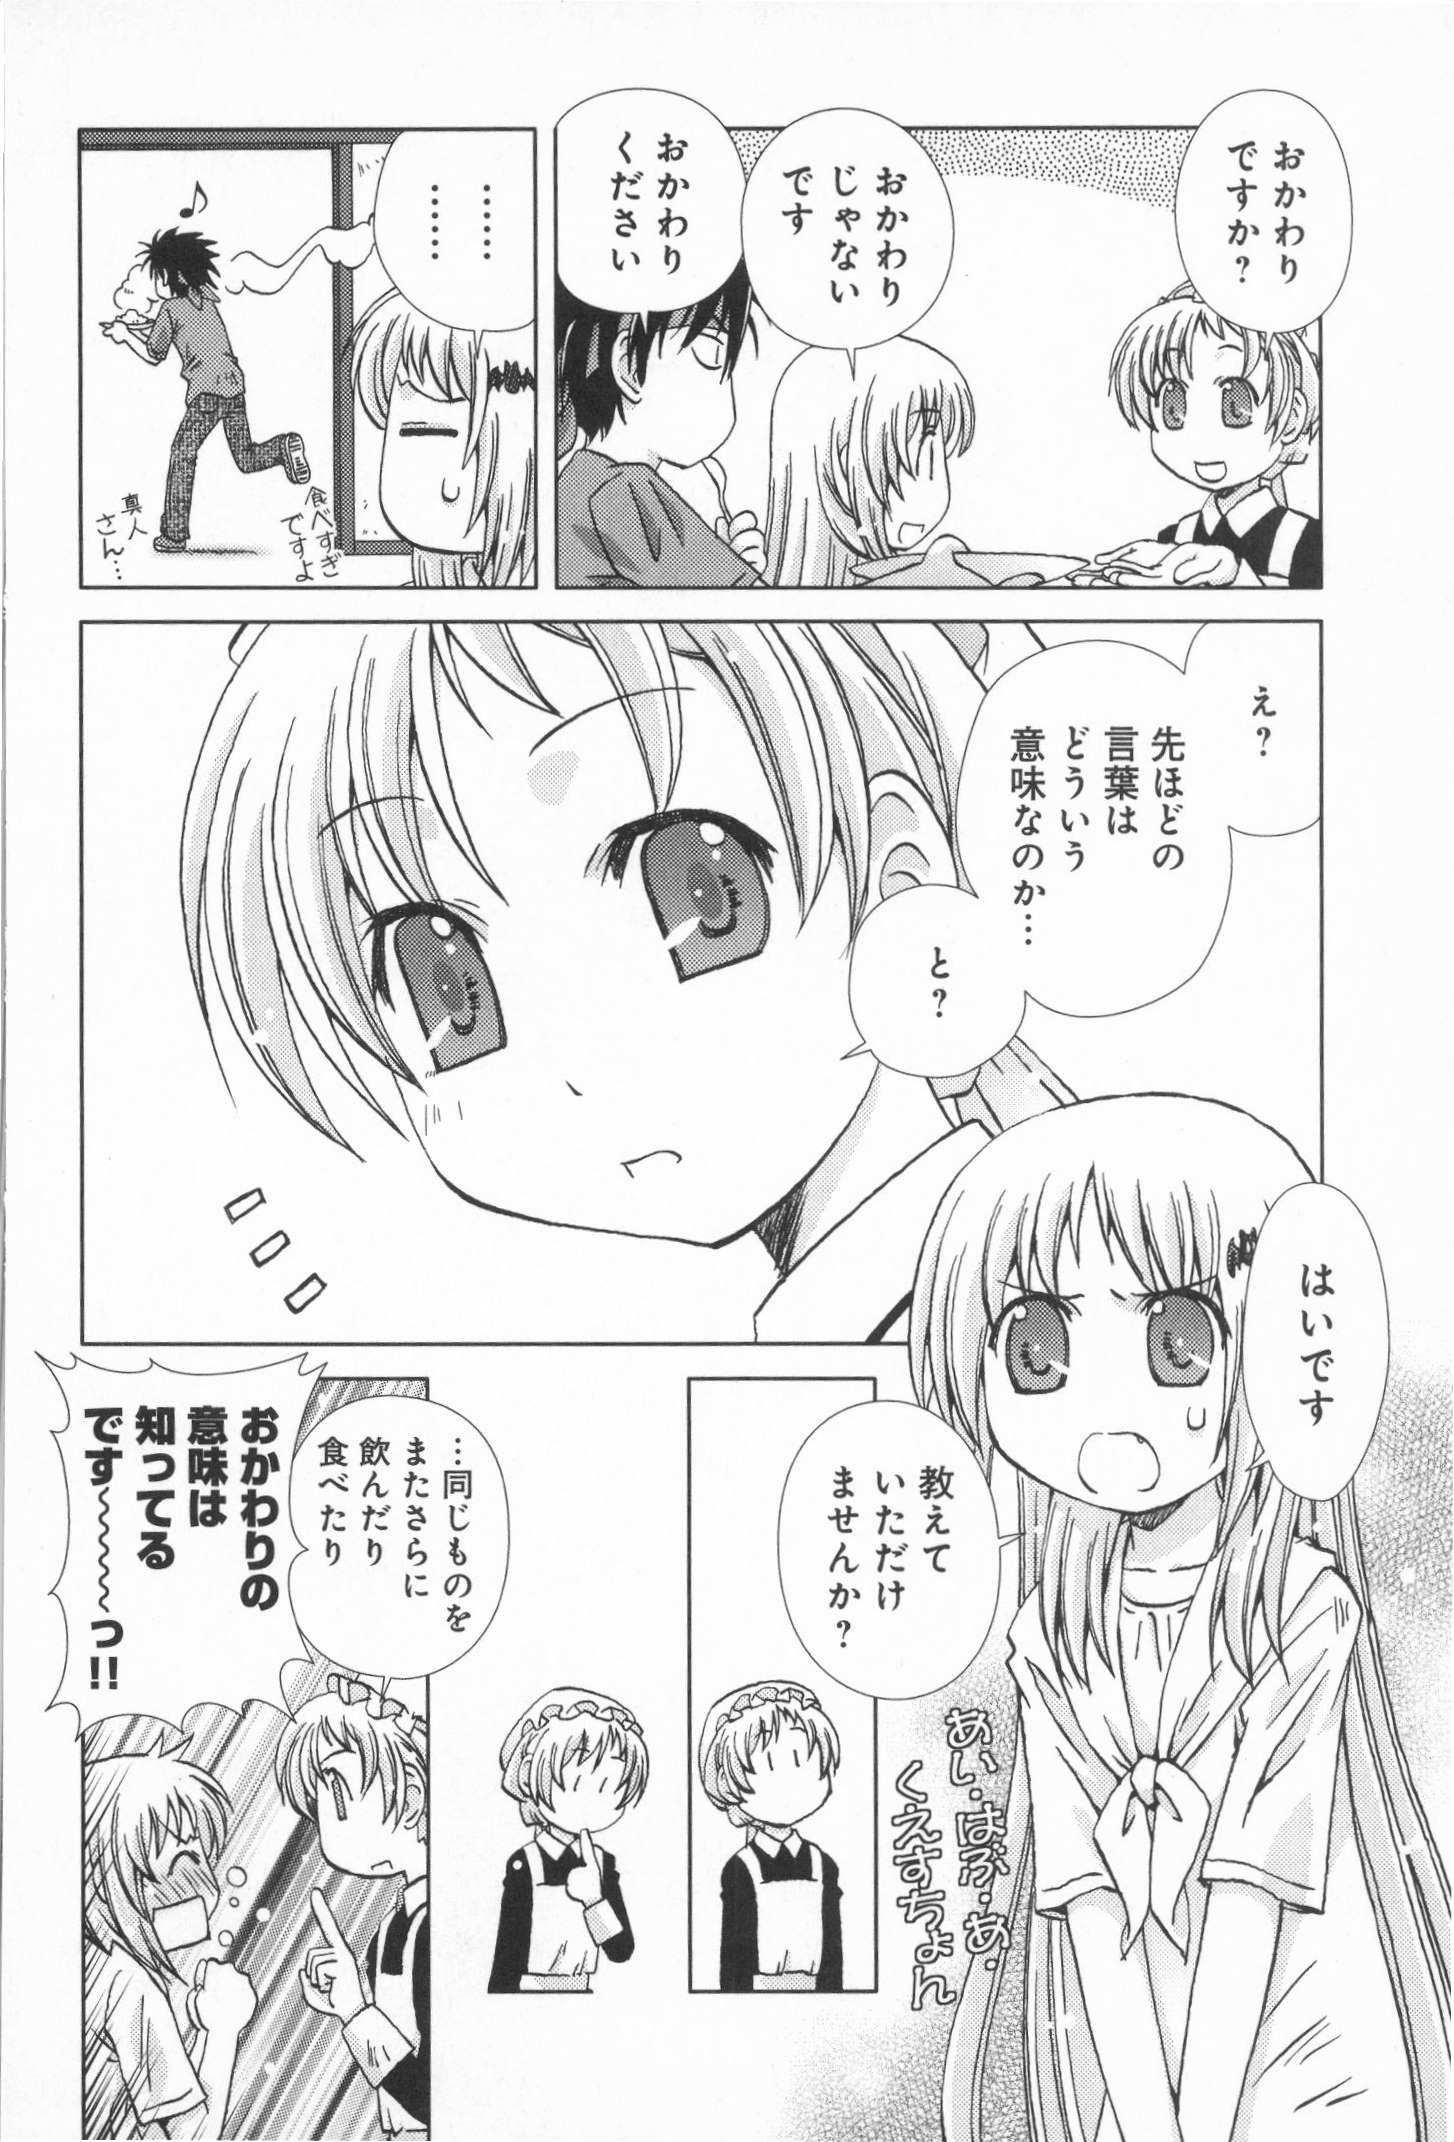 おかわり
ですか?
おかわり
じゃない
です
おかわり
ください
……
……
食べすぎ
ですよ
真人
さん…
え?
先ほどの
言葉は
どういう
意味なのか…
と?
はいです
教えて
いただけ
ませんか?
あい・はぶ・あ・
くえすちょん
…同じものを
またさらに
飲んだり
食べたり
おかわりの
意味は
知ってる
です〜〜〜〜っ!!